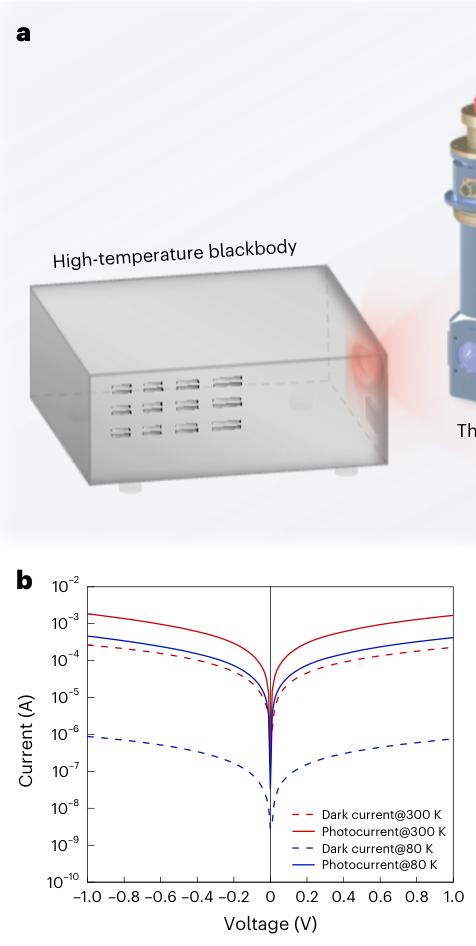 a
High-temperature blackbody
Th
b
10⁻²
10⁻³
10⁻⁴
10⁻⁵
10⁻⁶
10⁻⁷
10⁻⁸
10⁻⁹
10⁻¹⁰
Current (A)
Dark current@300 K
Photocurrent@300 K
Dark current@80 K
Photocurrent@80 K
–1.0 –0.8 –0.6 –0.4 –0.2 0 0.2 0.4 0.6 0.8 1.0
Voltage (V)